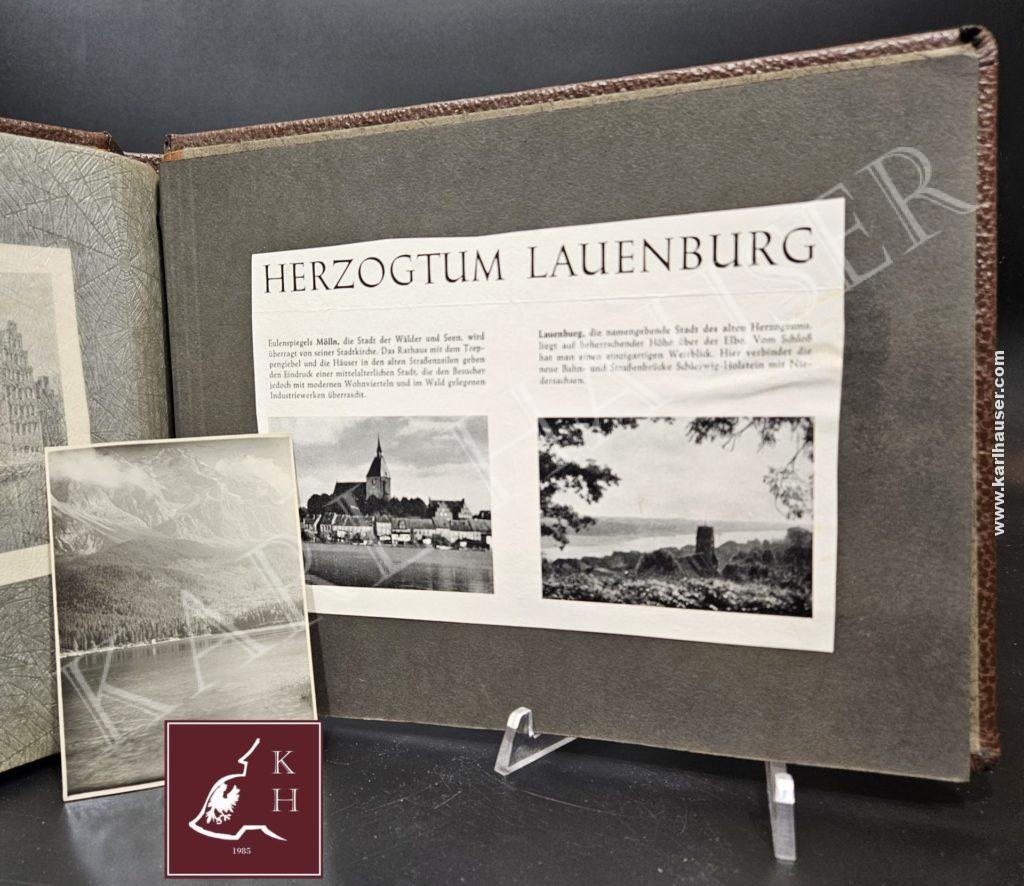 HERZOGTUM LAUENBURG
Eulenspiegels Mölln, die Stadt der Wälder und Seen, wird
überragt von seiner Stadtkirche. Das Rathaus mit dem Trep-
pengiebel und die Häuser in den alten Straßenzeilen geben
den Eindruck einer mittelalterlichen Stadt, die den Besucher
jedoch mit modernen Wohnvierteln und im Wald gelegenen
Industriewerken überrascht.
Lauenburg, die namengebende Stadt des alten Herzogtums,
liegt auf beherrschender Höhe über der Elbe. Vom Schloß
hat man einen einzigartigen Weitblick. Hier verbindet die
neue Bahn- und Straßenbrücke Schleswig-Holstein mit Nie-
dersachsen.
KARL HAUSER
www.karlhauser.com
K
H
1985